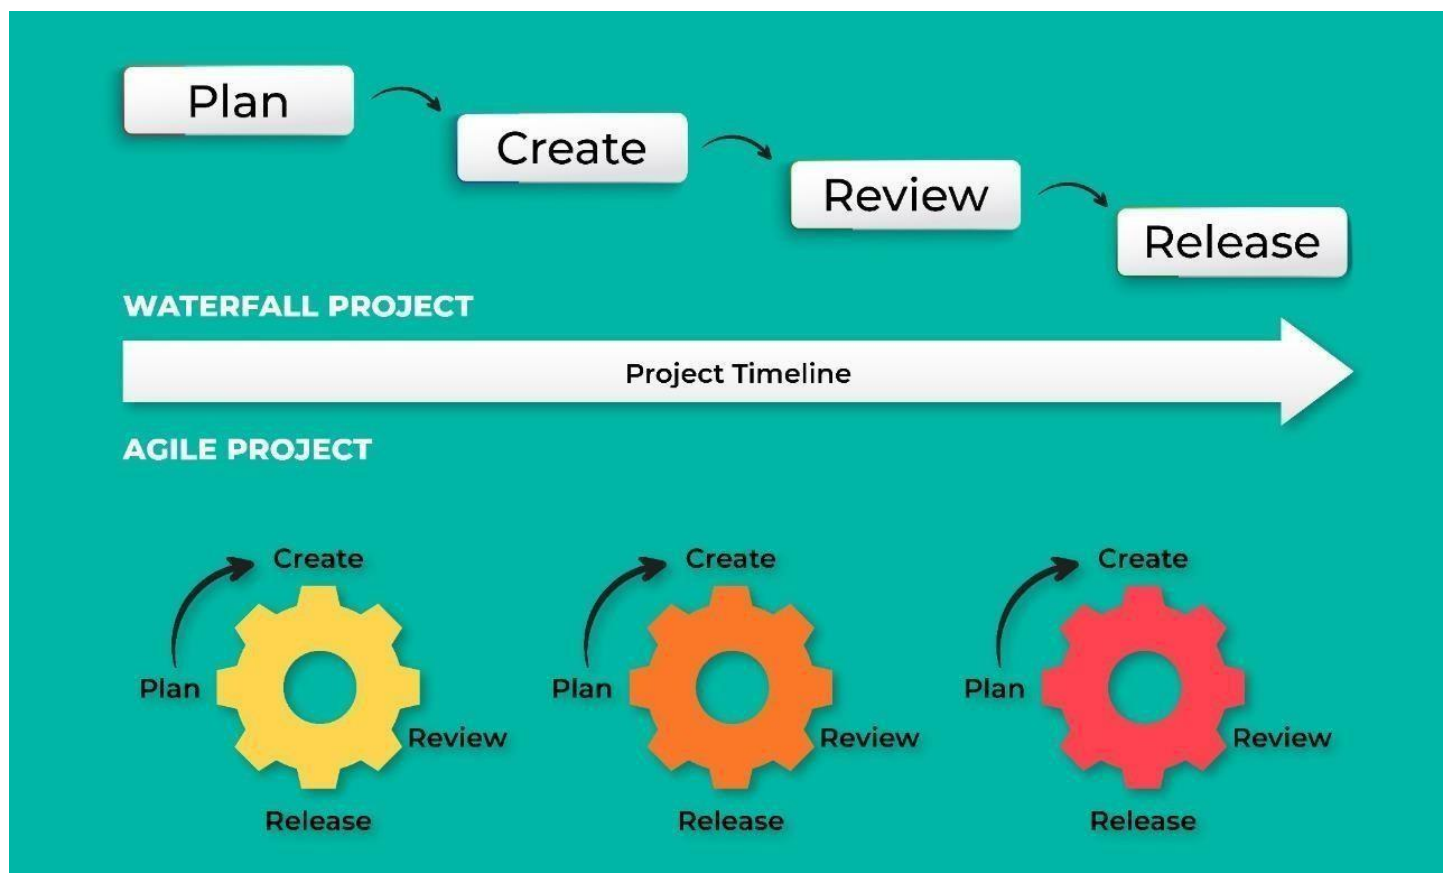 Plan
Create
Review
Release
WATERFALL PROJECT
Project Timeline
AGILE PROJECT
Create
Plan
Review
Release
Create
Plan
Review
Release
Create
Plan
Review
Release